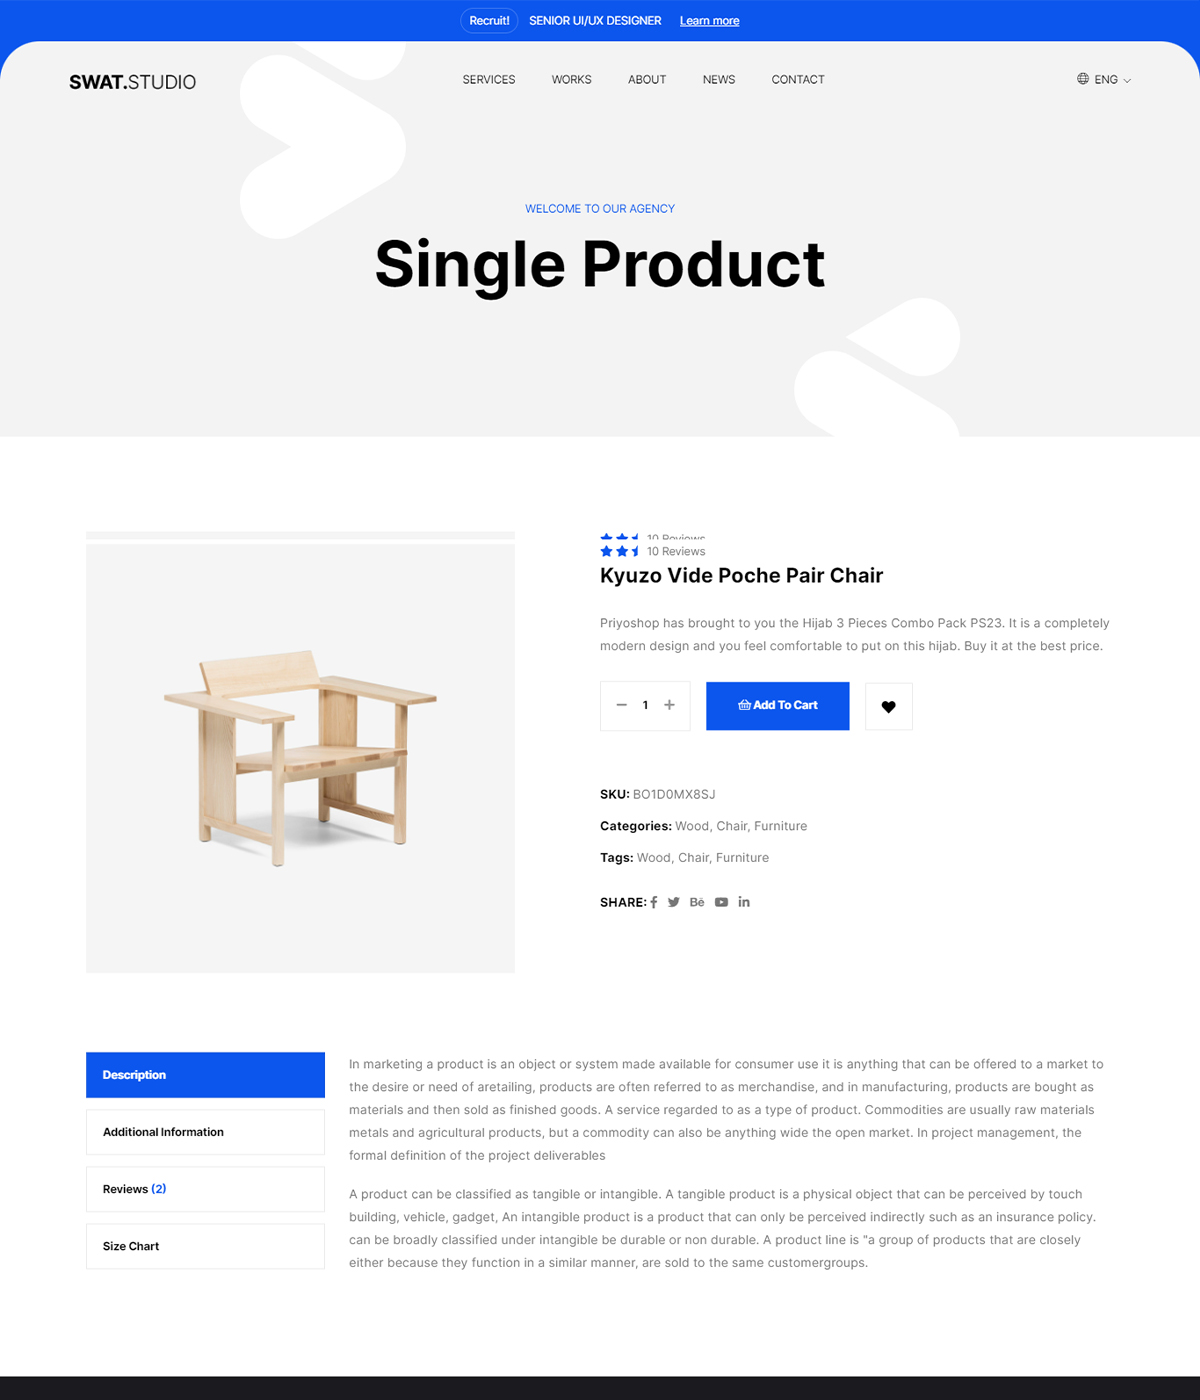 Recruit! SENIOR UI/UX DESIGNER Learn more
SWAT.STUDIO SERVICES WORKS ABOUT NEWS CONTACT ENG
WELCOME TO OUR AGENCY
Single Product
10 Reviews
10 Reviews
Kyuzo Vide Poche Pair Chair
Priyoshop has brought to you the Hijab 3 Pieces Combo Pack PS23. It is a completely
modern design and you feel comfortable to put on this hijab. Buy it at the best price.
1 Add To Cart
SKU: BO1D0MX8SJ
Categories: Wood, Chair, Furniture
Tags: Wood, Chair, Furniture
SHARE:
Description
Additional Information
Reviews (2)
Size Chart
In marketing a product is an object or system made available for consumer use it is anything that can be offered to a market to
the desire or need of aretailing, products are often referred to as merchandise, and in manufacturing, products are bought as
materials and then sold as finished goods. A service regarded to as a type of product. Commodities are usually raw materials
metals and agricultural products, but a commodity can also be anything wide the open market. In project management, the
formal definition of the project deliverables
A product can be classified as tangible or intangible. A tangible product is a physical object that can be perceived by touch
building, vehicle, gadget, An intangible product is a product that can only be perceived indirectly such as an insurance policy.
can be broadly classified under intangible be durable or non durable. A product line is "a group of products that are closely
either because they function in a similar manner, are sold to the same customergroups.